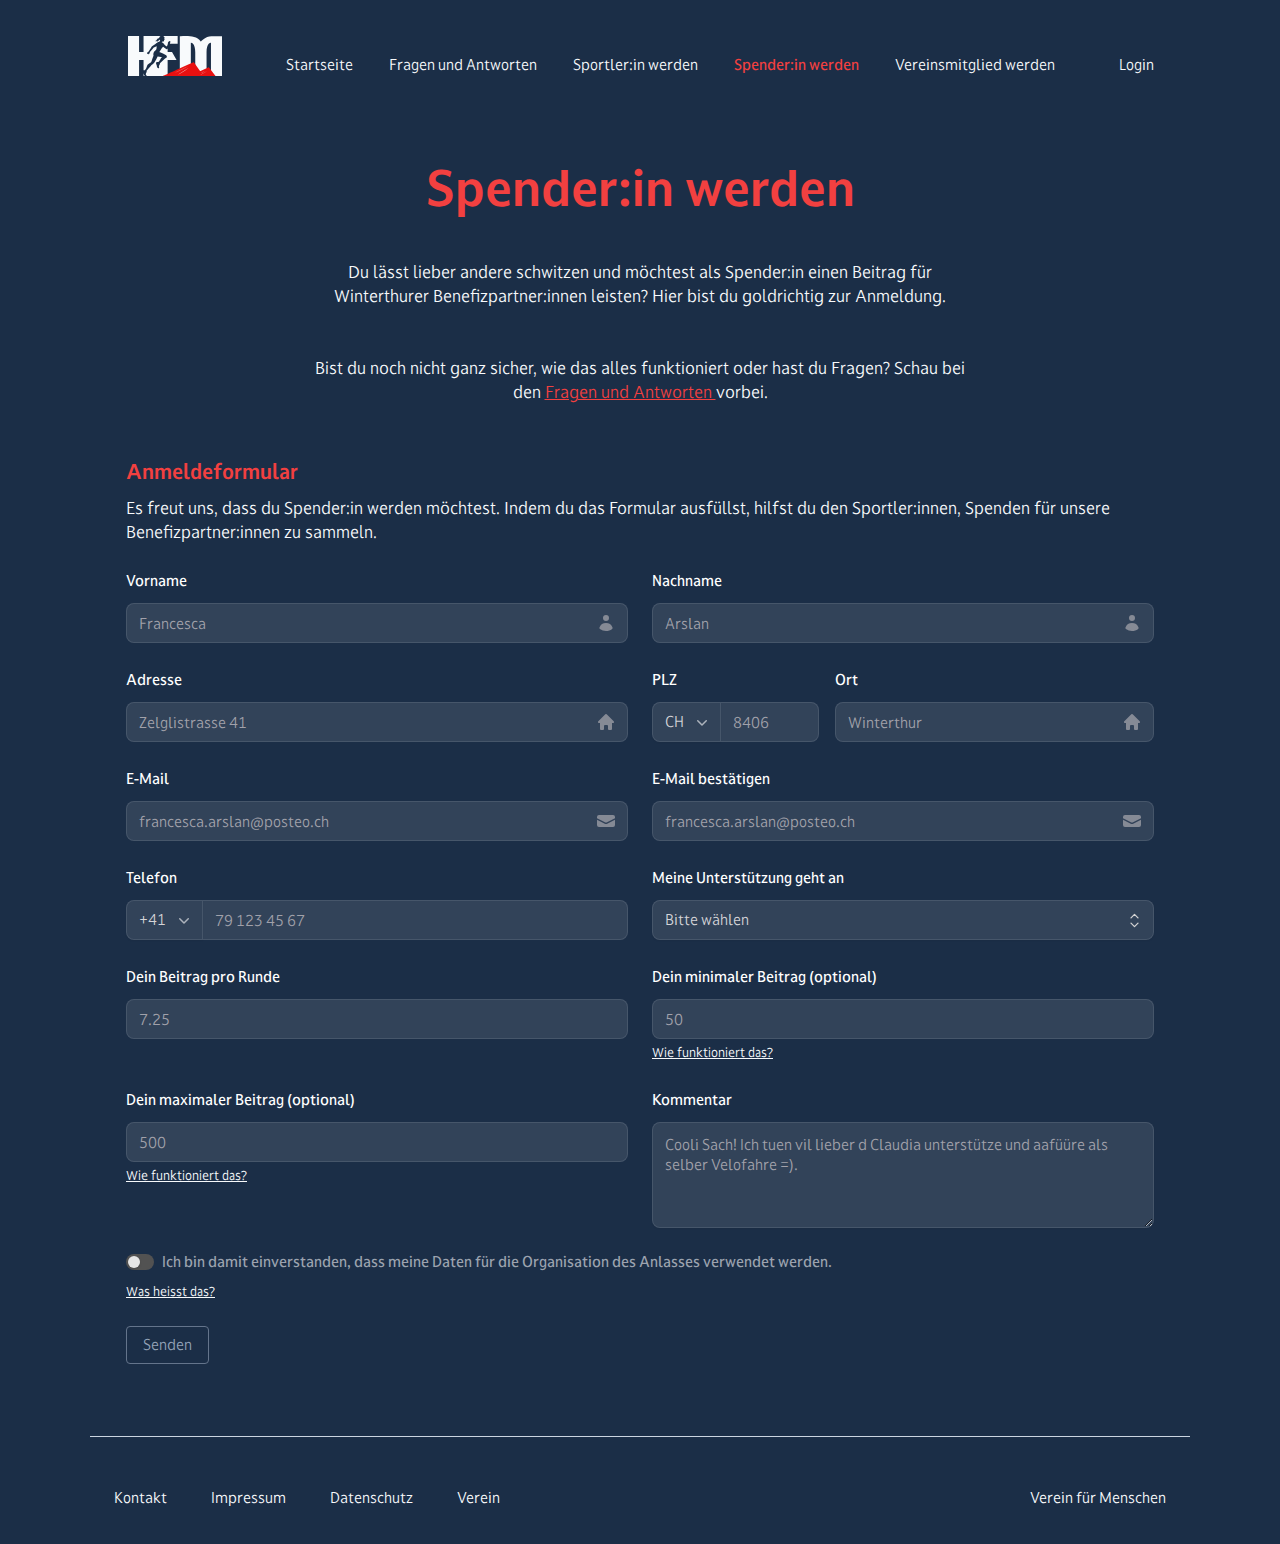 HFM
Startseite
Fragen und Antworten
Sportler:in werden
Spender:in werden
Vereinsmitglied werden
Login
Spender:in werden
Du lässt lieber andere schwitzen und möchtest als Spender:in einen Beitrag für
Winterthurer Benefizpartner:innen leisten? Hier bist du goldrichtig zur Anmeldung.
Bist du noch nicht ganz sicher, wie das alles funktioniert oder hast du Fragen? Schau bei
den Fragen und Antworten vorbei.
Anmeldeformular
Es freut uns, dass du Spender:in werden möchtest. Indem du das Formular ausfüllst, hilfst du den Sportler:innen, Spenden für unsere
Benefizpartner:innen zu sammeln.
Vorname
Francesca
Nachname
Arslan
Adresse
Zelglistrasse 41
PLZ
CH
8406
Ort
Winterthur
E-Mail
francesca.arslan@posteo.ch
E-Mail bestätigen
francesca.arslan@posteo.ch
Telefon
+41
79 123 45 67
Meine Unterstützung geht an
Bitte wählen
Dein Beitrag pro Runde
7.25
Dein minimaler Beitrag (optional)
50
Wie funktioniert das?
Dein maximaler Beitrag (optional)
500
Wie funktioniert das?
Kommentar
Cooli Sach! Ich tuen vil lieber d Claudia unterstütze und aafüüre als
selber Velofahre =).
Ich bin damit einverstanden, dass meine Daten für die Organisation des Anlasses verwendet werden.
Was heisst das?
Senden
Kontakt
Impressum
Datenschutz
Verein
Verein für Menschen